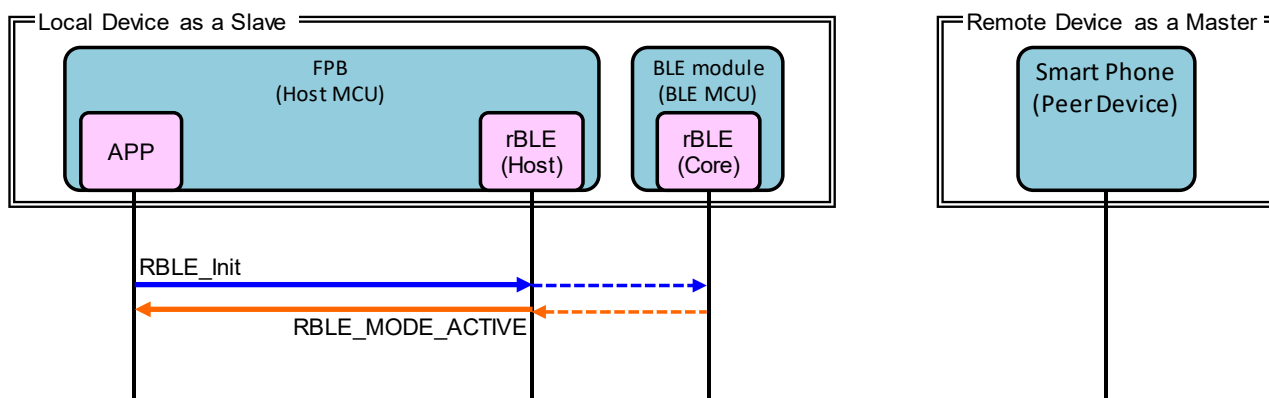 Local Device as a Slave
Remote Device as a Master
FPB
(Host MCU)
BLE module
(BLE MCU)
Smart Phone
(Peer Device)
APP
rBLE
(Host)
rBLE
(Core)
RBLE_Init
RBLE_MODE_ACTIVE